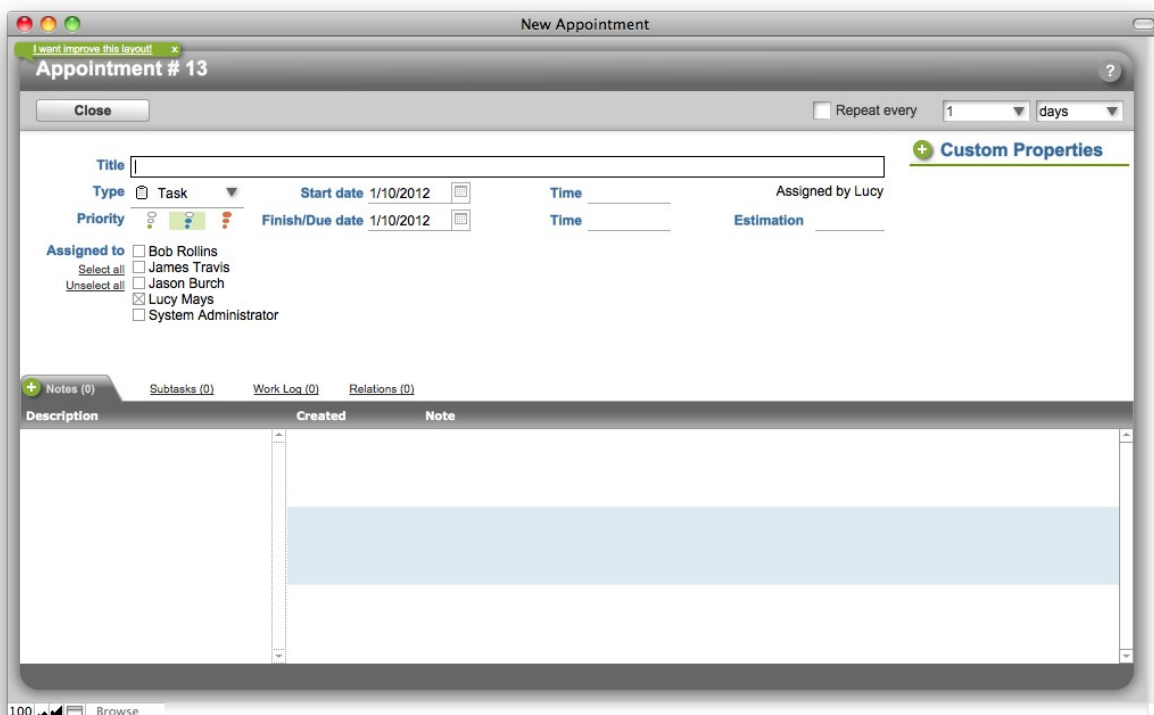 New Appointment
I want improve this layout! x
Appointment # 13
?
Close
Repeat every 1 days
Custom Properties
Title
Type Task Start date 1/10/2012 Time Assigned by Lucy
Priority Finish/Due date 1/10/2012 Time Estimation
Assigned to Bob Rollins
Select all James Travis
Unselect all Jason Burch
Lucy Mays
System Administrator
Notes (0) Subtasks (0) Work Log (0) Relations (0)
Description Created Note
100 Browse